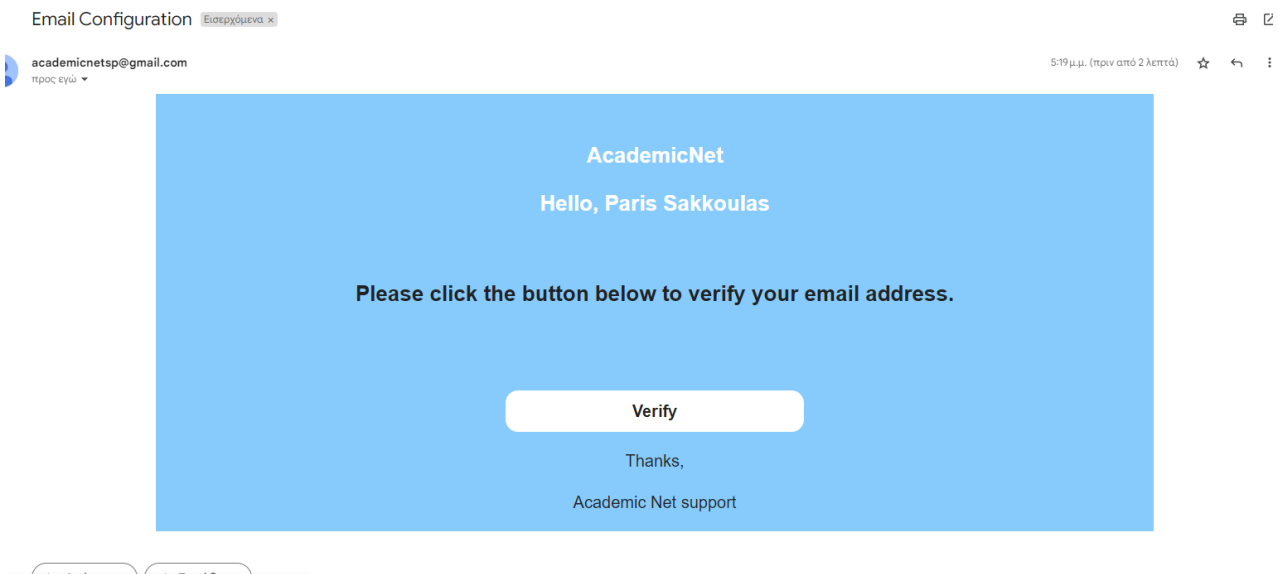 Email Configuration Εισερχόμενα ×
academicnetsp@gmail.com 5:19 μ.μ. (πριν από 2 λεπτά)
προς εγώ
AcademicNet
Hello, Paris Sakkoulas
Please click the button below to verify your email address.
Verify
Thanks,
Academic Net support